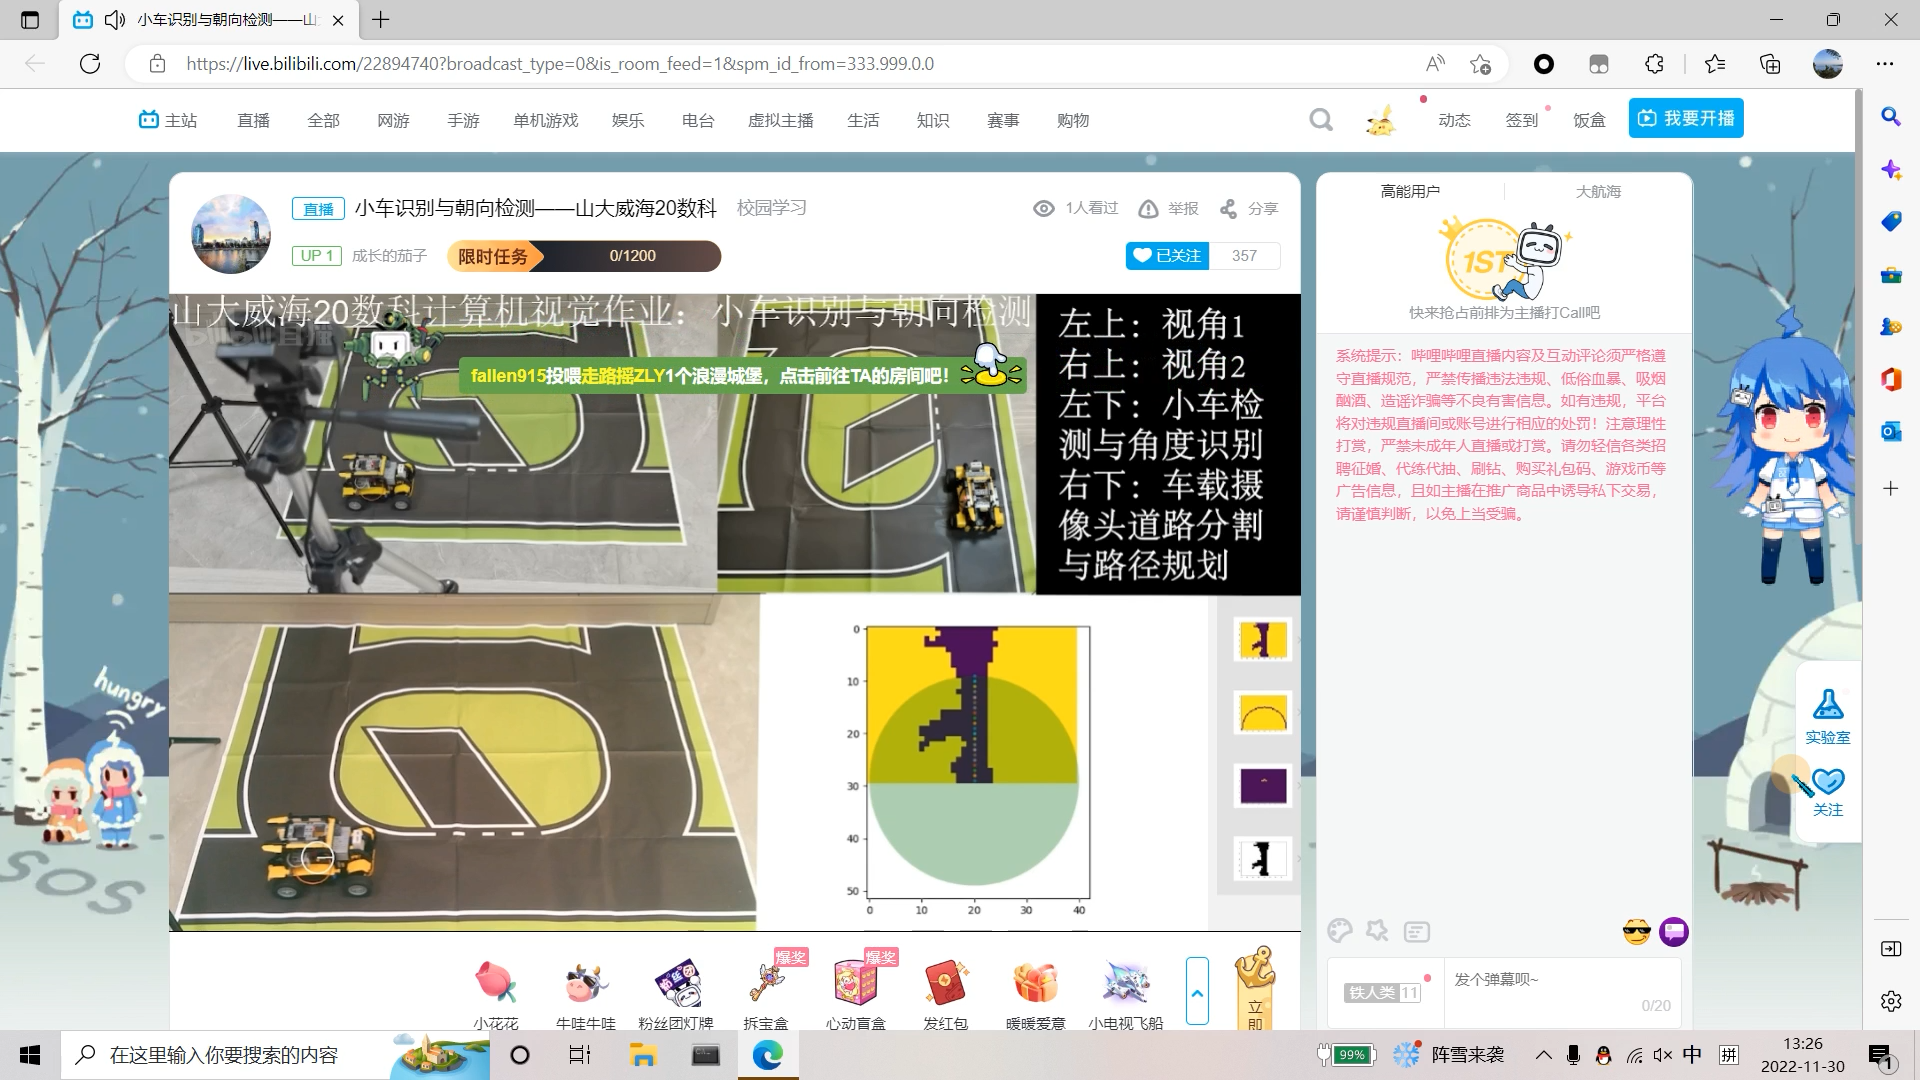 小车识别与朝向检测——山
https://live.bilibili.com/22894740?broadcast_type=0&is_room_feed=1&spm_id_from=333.999.0.0
主站 直播 全部 网游 手游 单机游戏 娱乐 电台 虚拟主播 生活 知识 赛事 购物 动态 签到 饭盒 我要开播
直播 小车识别与朝向检测——山大威海20数科 校园学习 1人看过 举报 分享
UP 1 成长的茄子 限时任务 0/1200 已关注 357
山大威海20数科计算机视觉作业：小车识别与朝向检测
fallen915投喂走路摇ZLY1个浪漫城堡，点击前往TA的房间吧！
左上：视角1
右上：视角2
左下：小车检
测与角度识别
右下：车载摄
像头道路分割
与路径规划
0
10
20
30
40
50
0 10 20 30 40
高能用户 大航海
1ST
快来抢占前排为主播打Call吧
系统提示：哔哩哔哩直播内容及互动评论须严格遵
守直播规范，严禁传播违法违规、低俗血暴、吸烟
酗酒、造谣诈骗等不良有害信息。如有违规，平台
将对违规直播间或账号进行相应的处罚！注意理性
打赏，严禁未成年人直播或打赏。请勿轻信各类招
聘征婚、代练代抽、刷钻、购买礼包码、游戏币等
广告信息，且如主播在推广商品中诱导私下交易，
请谨慎判断，以免上当受骗。
hungry
SOS
实验室
关注
爆奖 爆奖
小花花 牛哇牛哇 粉丝团灯牌 拆宝盒 心动盲盒 发红包 暖暖爱意 小电视飞船
立
即
铁人类 11
发个弹幕呗~
0/20
在这里输入你要搜索的内容
99% 阵雪来袭 中 拼
13:26
2022-11-30
1